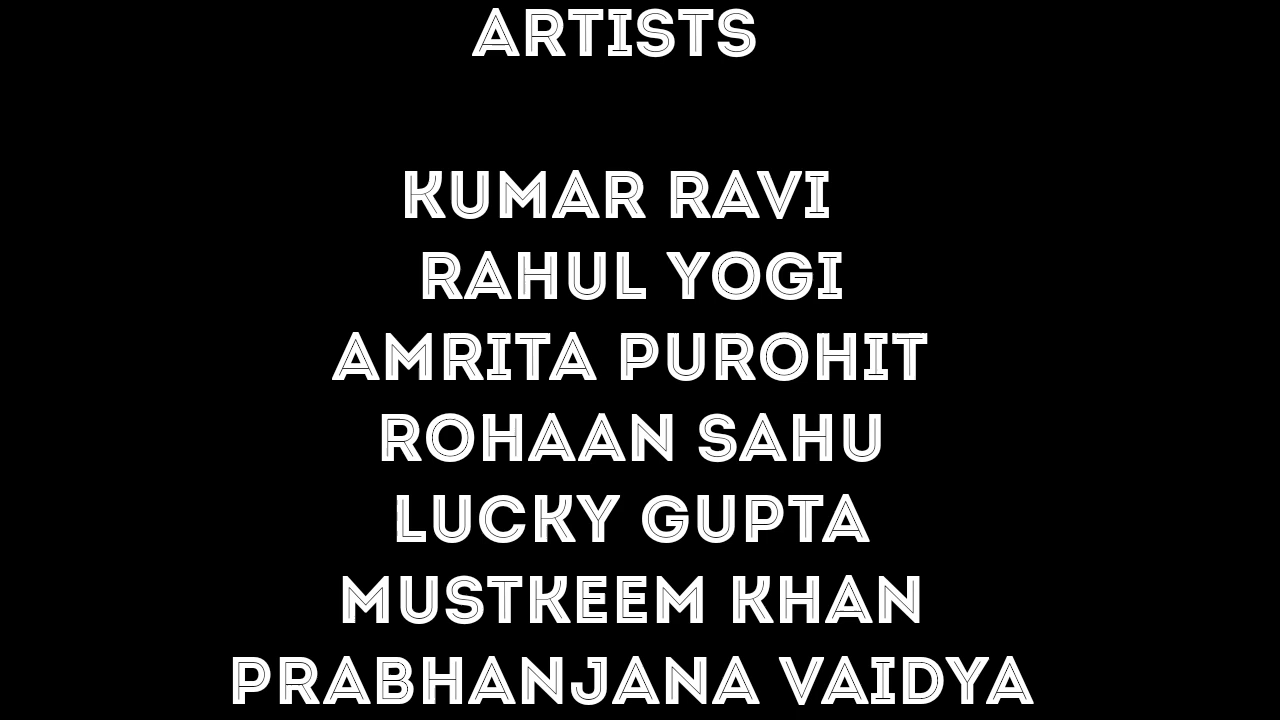 ARTISTS
KUMAR RAVI
RAHUL YOGI
AMRITA PUROHIT
ROHAAN SAHU
LUCKY GUPTA
MUSTKEEM KHAN
PRABHANJANA VAIDYA